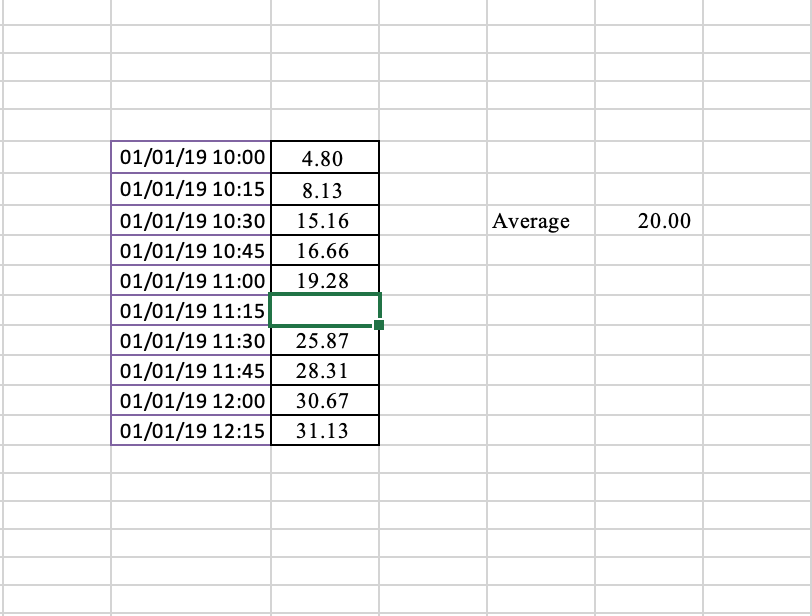 01/01/19 10:00 4.80
01/01/19 10:15 8.13
01/01/19 10:30 15.16 Average 20.00
01/01/19 10:45 16.66
01/01/19 11:00 19.28
01/01/19 11:15
01/01/19 11:30 25.87
01/01/19 11:45 28.31
01/01/19 12:00 30.67
01/01/19 12:15 31.13